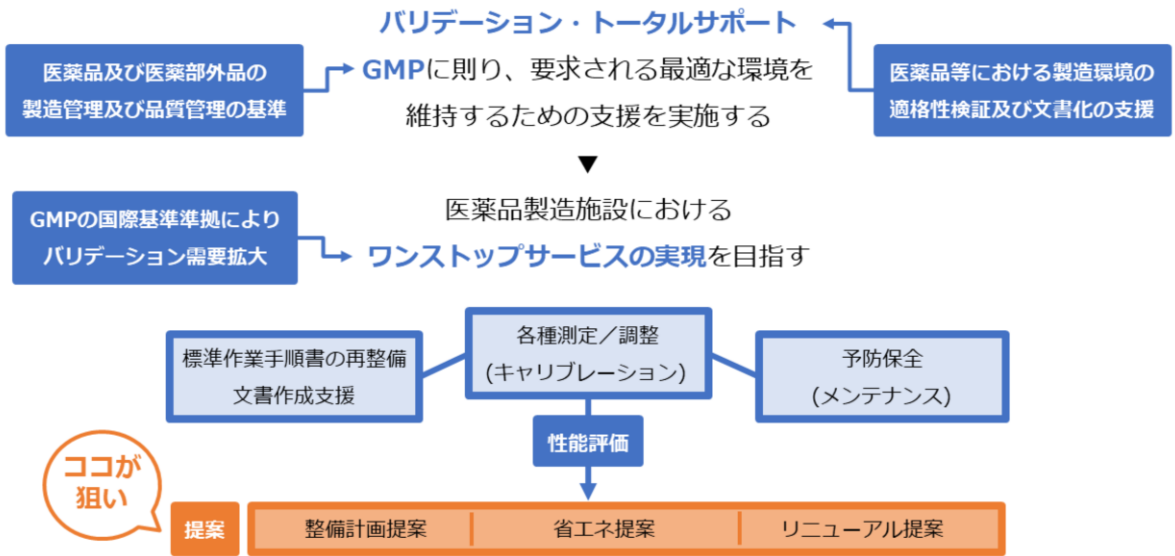 バリデーション・トータルサポート
医薬品及び医薬部外品の
製造管理及び品質管理の基準
GMPに則り、要求される最適な環境を
維持するための支援を実施する
医薬品等における製造環境の
適格性検証及び文書化の支援
▼
GMPの国際基準準拠により
バリデーション需要拡大
医薬品製造施設における
ワンストップサービスの実現を目指す
標準作業手順書の再整備
文書作成支援
各種測定／調整
(キャリブレーション)
予防保全
(メンテナンス)
性能評価
ココが
狙い
提案
整備計画提案
省エネ提案
リニューアル提案